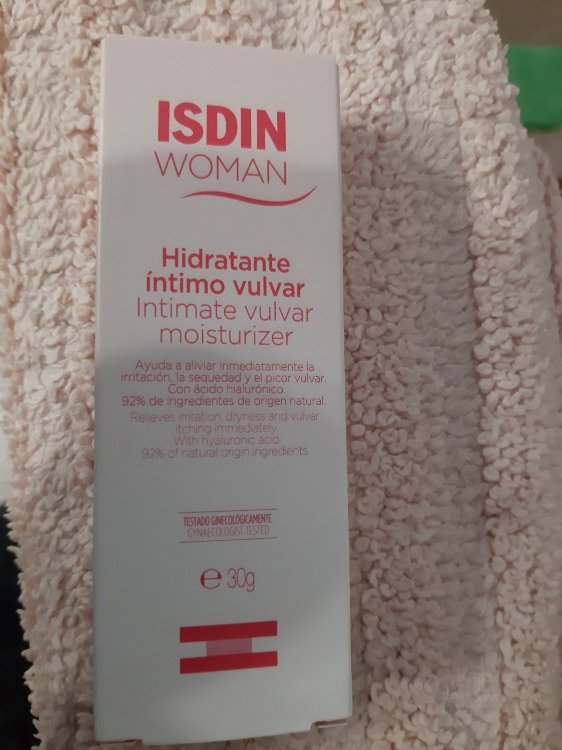 ISDIN
WOMAN
Hidratante
íntimo vulvar
Intimate vulvar
moisturizer
Ayuda a aliviar inmediatamente la
irritación, la sequedad y el picor vulvar.
Con ácido hialurónico.
92% de ingredientes de origen natural.
Relieves irritation, dryness and vulvar
itching immediately.
With hyaluronic acid.
92% of natural origin ingredients.
TESTADO GINECOLÓGICAMENTE
GYNAECOLOGIST TESTED
℮ 30g